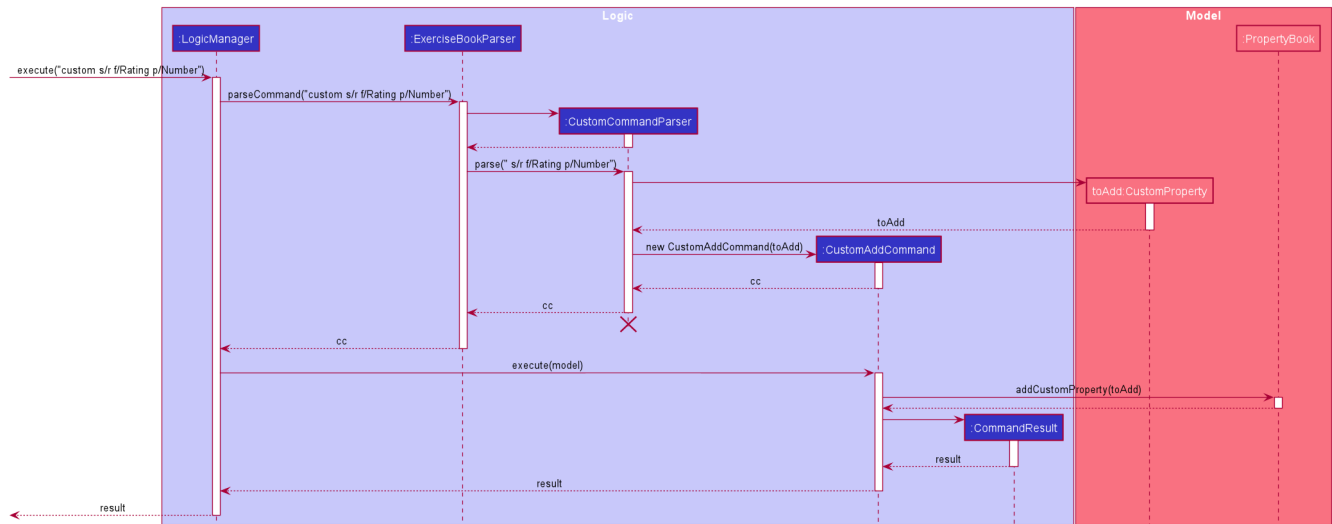 Logic
Model
:LogicManager
:ExerciseBookParser
:PropertyBook
execute("custom s/r f/Rating p/Number")
parseCommand("custom s/r f/Rating p/Number")
:CustomCommandParser
parse(" s/r f/Rating p/Number")
toAdd:CustomProperty
toAdd
new CustomAddCommand(toAdd)
:CustomAddCommand
cc
cc
cc
execute(model)
addCustomProperty(toAdd)
:CommandResult
result
result
result